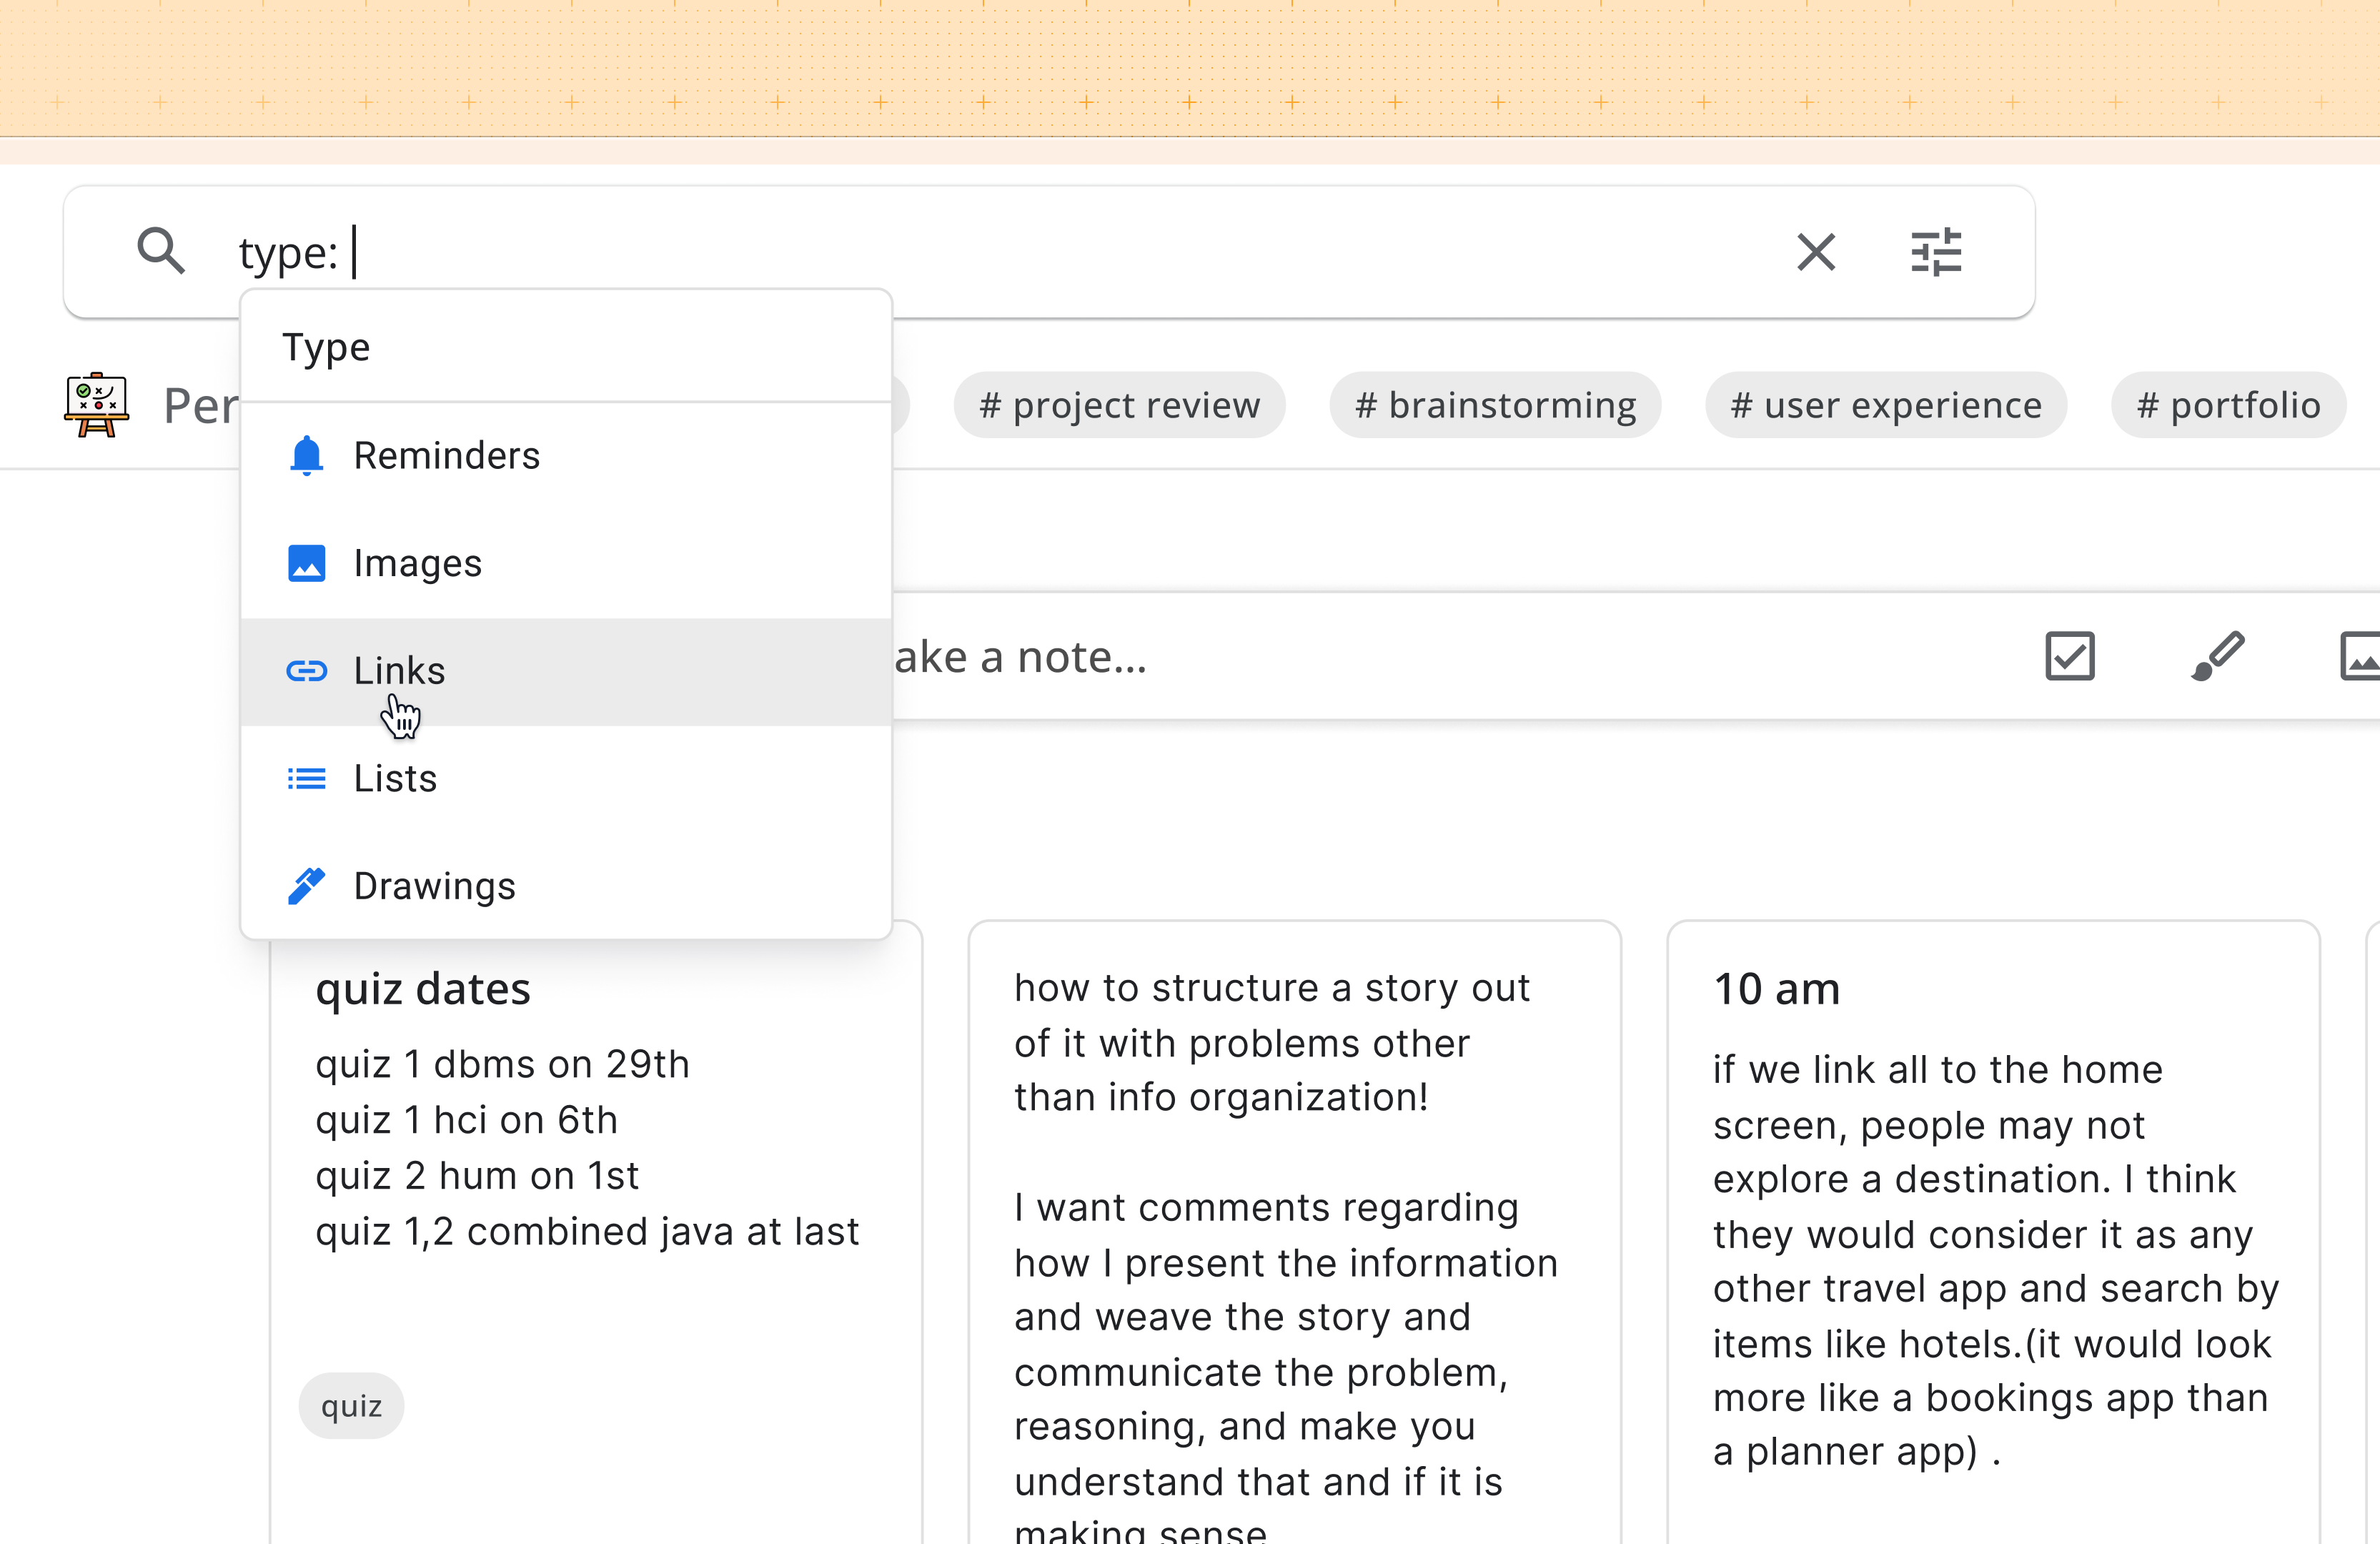 type:
Type
Reminders
Images
Links
Lists
Drawings
Per
# project review
# brainstorming
# user experience
# portfolio
ake a note...
quiz dates
quiz 1 dbms on 29th
quiz 1 hci on 6th
quiz 2 hum on 1st
quiz 1,2 combined java at last
quiz
how to structure a story out
of it with problems other
than info organization!
I want comments regarding
how I present the information
and weave the story and
communicate the problem,
reasoning, and make you
understand that and if it is
making sense
10 am
if we link all to the home
screen, people may not
explore a destination. I think
they would consider it as any
other travel app and search by
items like hotels.(it would look
more like a bookings app than
a planner app) .